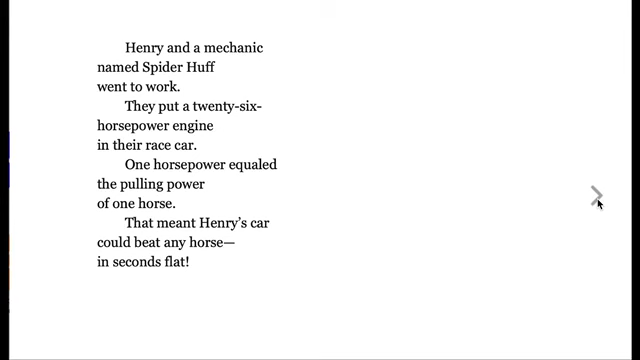 Henry and a mechanic
named Spider Huff
went to work.
They put a twenty-six-
horsepower engine
in their race car.
One horsepower equaled
the pulling power
of one horse.
That meant Henry’s car
could beat any horse—
in seconds flat!